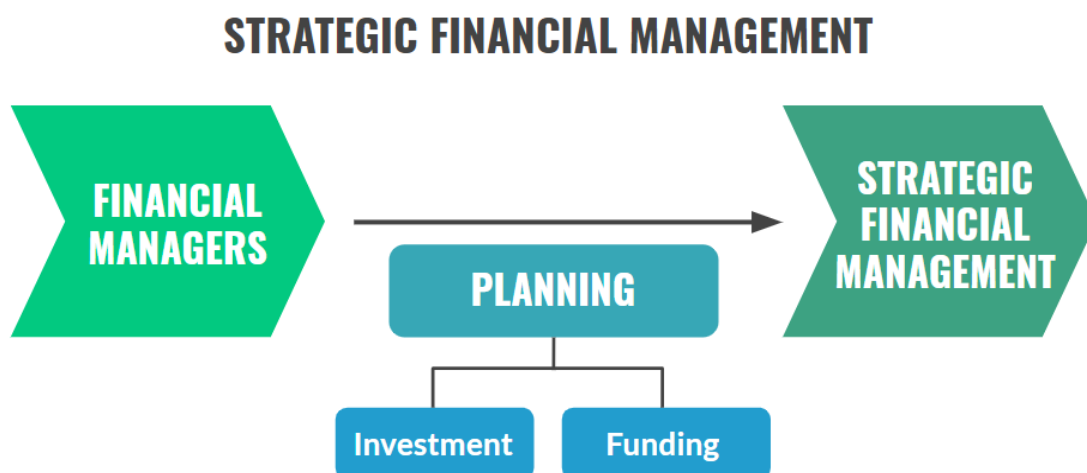 STRATEGIC FINANCIAL MANAGEMENT
FINANCIAL
MANAGERS
PLANNING
STRATEGIC
FINANCIAL
MANAGEMENT
Investment
Funding